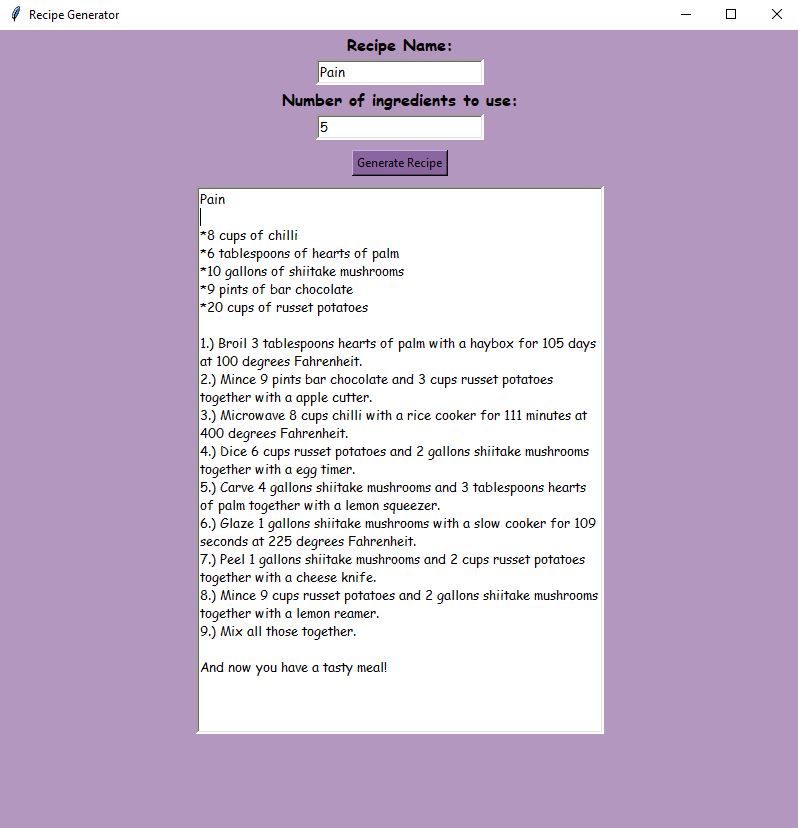 Recipe Generator
Recipe Name:
Pain
Number of ingredients to use:
5
Generate Recipe
Pain
*8 cups of chilli
*6 tablespoons of hearts of palm
*10 gallons of shiitake mushrooms
*9 pints of bar chocolate
*20 cups of russet potatoes
1.) Broil 3 tablespoons hearts of palm with a haybox for 105 days
at 100 degrees Fahrenheit.
2.) Mince 9 pints bar chocolate and 3 cups russet potatoes
together with a apple cutter.
3.) Microwave 8 cups chilli with a rice cooker for 111 minutes at
400 degrees Fahrenheit.
4.) Dice 6 cups russet potatoes and 2 gallons shiitake mushrooms
together with a egg timer.
5.) Carve 4 gallons shiitake mushrooms and 3 tablespoons hearts
of palm together with a lemon squeezer.
6.) Glaze 1 gallons shiitake mushrooms with a slow cooker for 109
seconds at 225 degrees Fahrenheit.
7.) Peel 1 gallons shiitake mushrooms and 2 cups russet potatoes
together with a cheese knife.
8.) Mince 9 cups russet potatoes and 2 gallons shiitake mushrooms
together with a lemon reamer.
9.) Mix all those together.
And now you have a tasty meal!